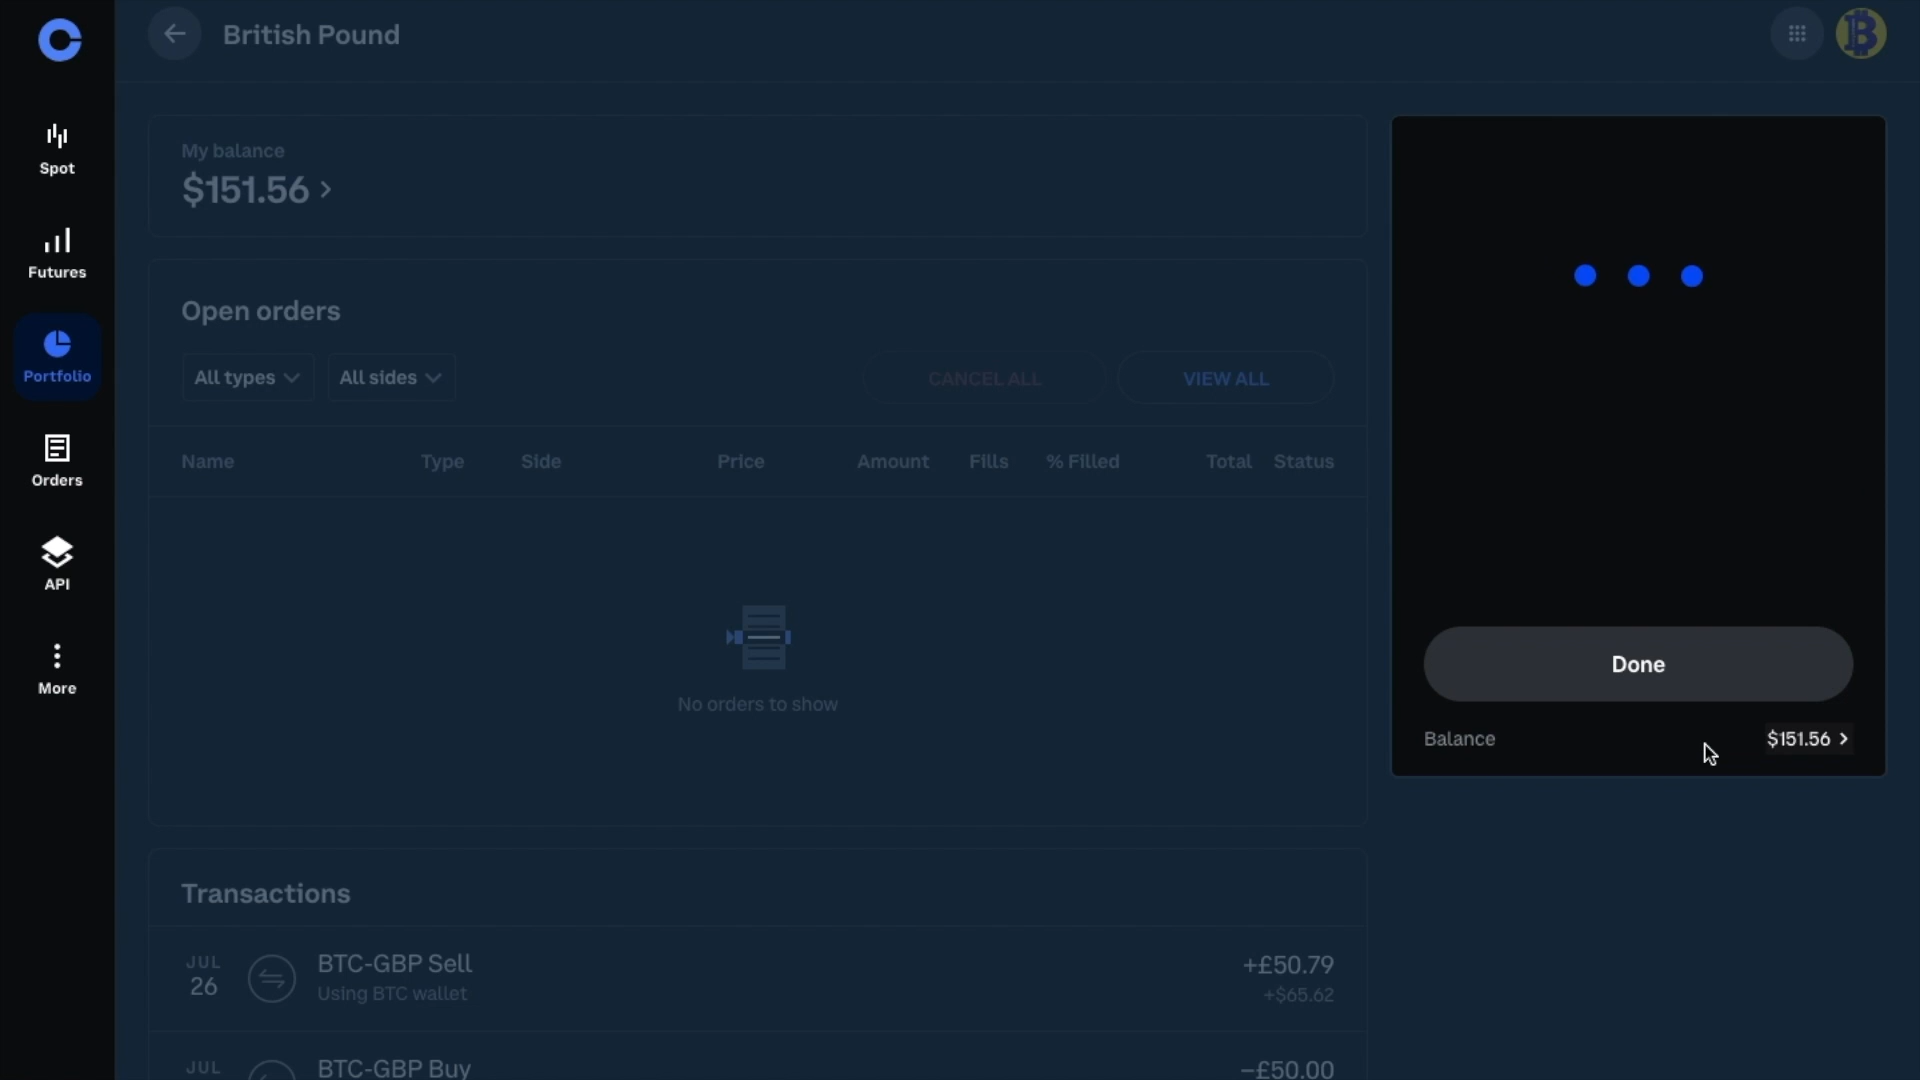 British Pound
Spot
Futures
Portfolio
Orders
API
More
My balance
$151.56
Open orders
All types
All sides
CANCEL ALL
VIEW ALL
Name Type Side Price Amount Fills % Filled Total Status
No orders to show
Transactions
JUL
26
BTC-GBP Sell
Using BTC wallet
+£50.79
+$65.62
JUL
BTC-GBP Buy
-£50.00
Done
Balance $151.56